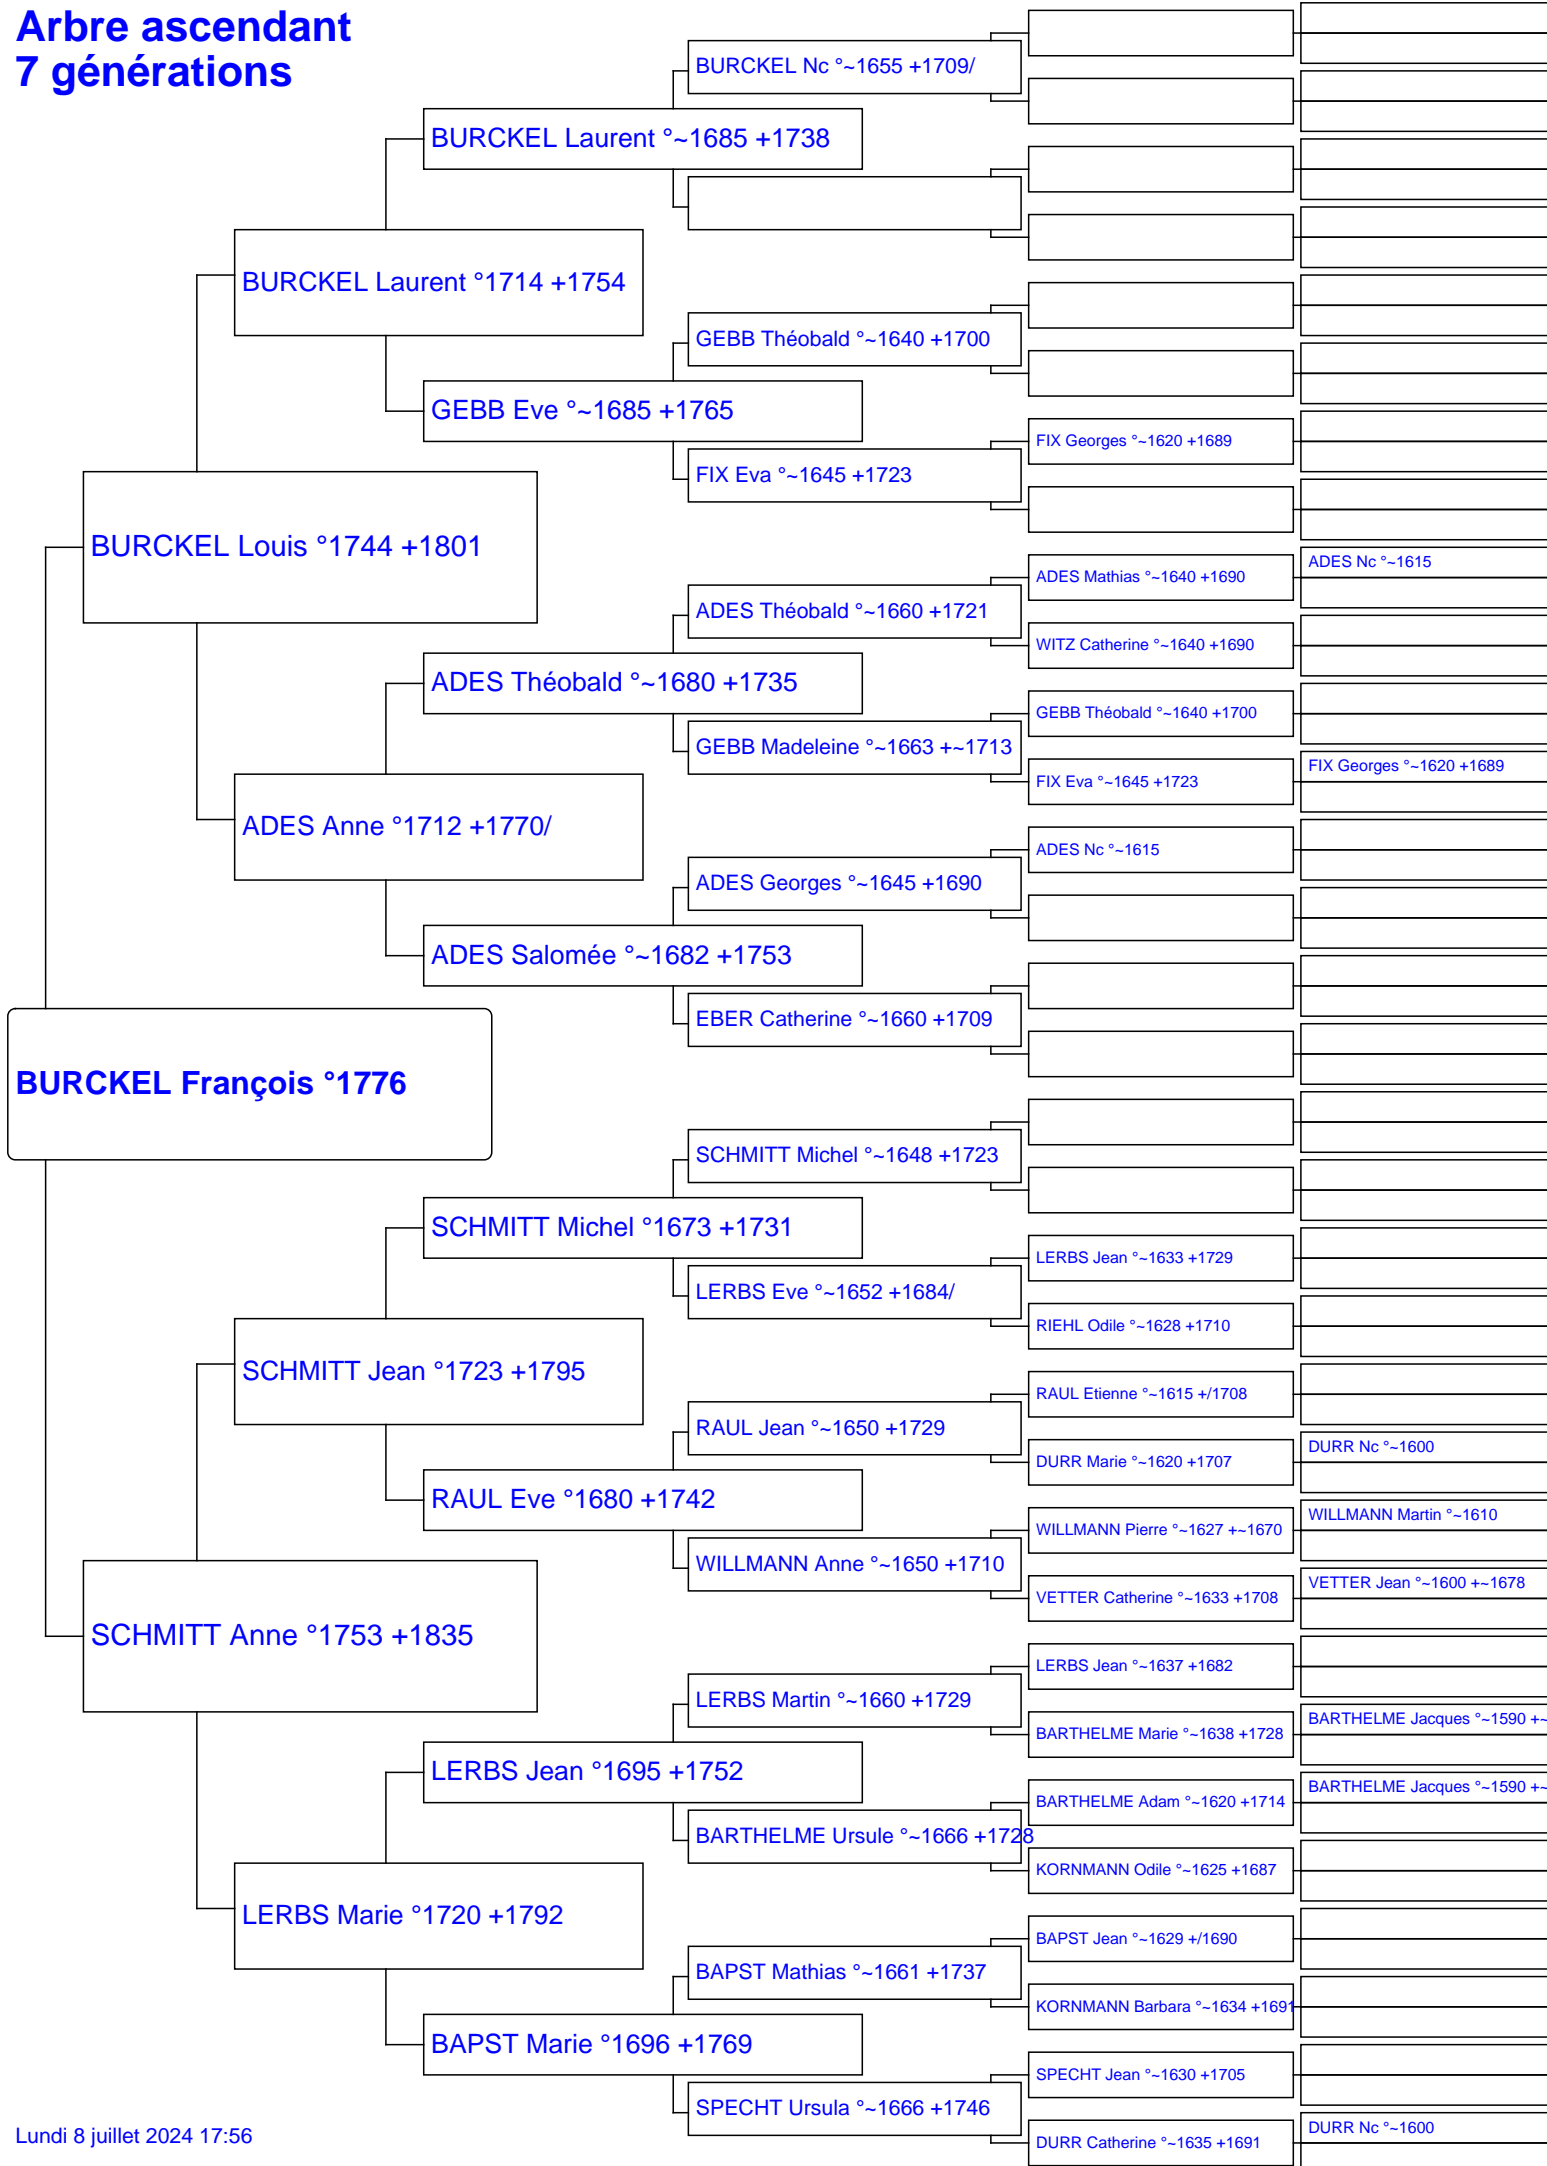 Arbre ascendant
7 générations
BURCKEL Nc °~1655 +1709/
BURCKEL Laurent °~1685 +1738
BURCKEL Laurent °1714 +1754
GEBB Théobald °~1640 +1700
GEBB Eve °~1685 +1765
FIX Georges °~1620 +1689
FIX Eva °~1645 +1723
BURCKEL Louis °1744 +1801
ADES Nc °~1615
ADES Mathias °~1640 +1690
ADES Théobald °~1660 +1721
WITZ Catherine °~1640 +1690
ADES Théobald °~1680 +1735
GEBB Théobald °~1640 +1700
GEBB Madeleine °~1663 +~1713
FIX Georges °~1620 +1689
FIX Eva °~1645 +1723
ADES Anne °1712 +1770/
ADES Nc °~1615
ADES Georges °~1645 +1690
ADES Salomée °~1682 +1753
EBER Catherine °~1660 +1709
BURCKEL François °1776
SCHMITT Michel °~1648 +1723
SCHMITT Michel °1673 +1731
LERBS Jean °~1633 +1729
LERBS Eve °~1652 +1684/
RIEHL Odile °~1628 +1710
SCHMITT Jean °1723 +1795
RAUL Etienne °~1615 +/1708
RAUL Jean °~1650 +1729
DURR Nc °~1600
DURR Marie °~1620 +1707
RAUL Eve °1680 +1742
WILLMANN Martin °~1610
WILLMANN Pierre °~1627 +~1670
WILLMANN Anne °~1650 +1710
VETTER Jean °~1600 +~1678
VETTER Catherine °~1633 +1708
SCHMITT Anne °1753 +1835
LERBS Jean °~1637 +1682
LERBS Martin °~1660 +1729
BARTHELME Jacques °~1590 +~
BARTHELME Marie °~1638 +1728
LERBS Jean °1695 +1752
BARTHELME Jacques °~1590 +~
BARTHELME Adam °~1620 +1714
BARTHELME Ursule °~1666 +1728
KORNMANN Odile °~1625 +1687
LERBS Marie °1720 +1792
BAPST Jean °~1629 +/1690
BAPST Mathias °~1661 +1737
KORNMANN Barbara °~1634 +1691
BAPST Marie °1696 +1769
SPECHT Jean °~1630 +1705
SPECHT Ursula °~1666 +1746
DURR Nc °~1600
DURR Catherine °~1635 +1691
Lundi 8 juillet 2024 17:56